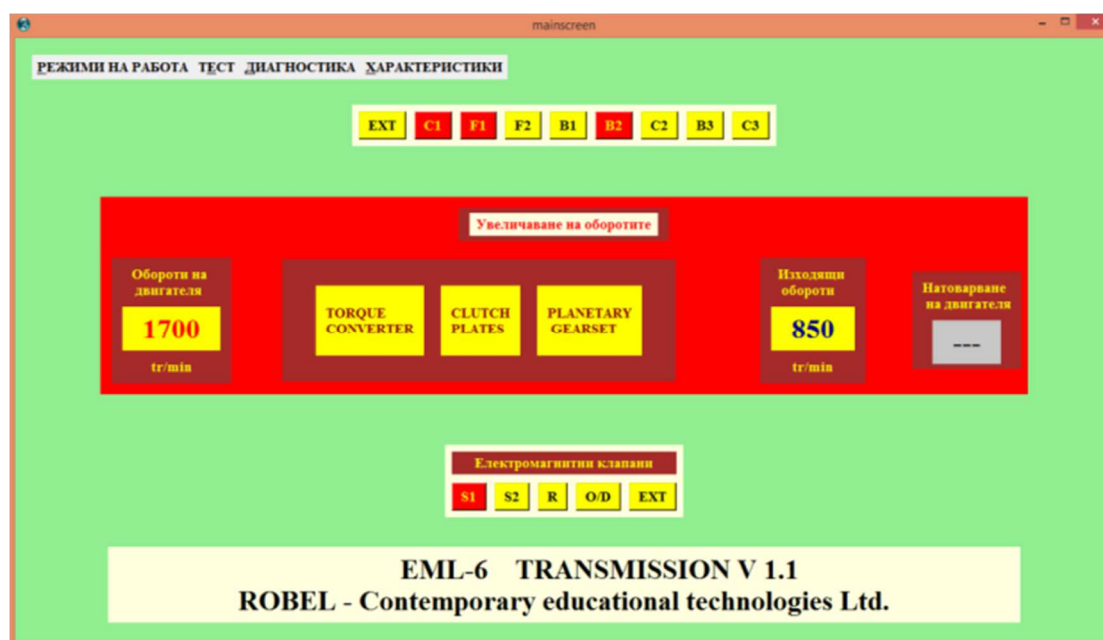 mainscreen
РЕЖИМИ НА РАБОТА ТЕСТ ДИАГНОСТИКА ХАРАКТЕРИСТИКИ
EXT C1 F1 F2 B1 B2 C2 B3 C3
Увеличаване на оборотите
Обороти на
двигателя
1700
tr/min
TORQUE
CONVERTER
CLUTCH
PLATES
PLANETARY
GEARSET
Изходящи
обороти
850
tr/min
Натоварване
на двигателя
---
Електромагнитни клапани
S1 S2 R O/D EXT
EML-6 TRANSMISSION V 1.1
ROBEL - Contemporary educational technologies Ltd.